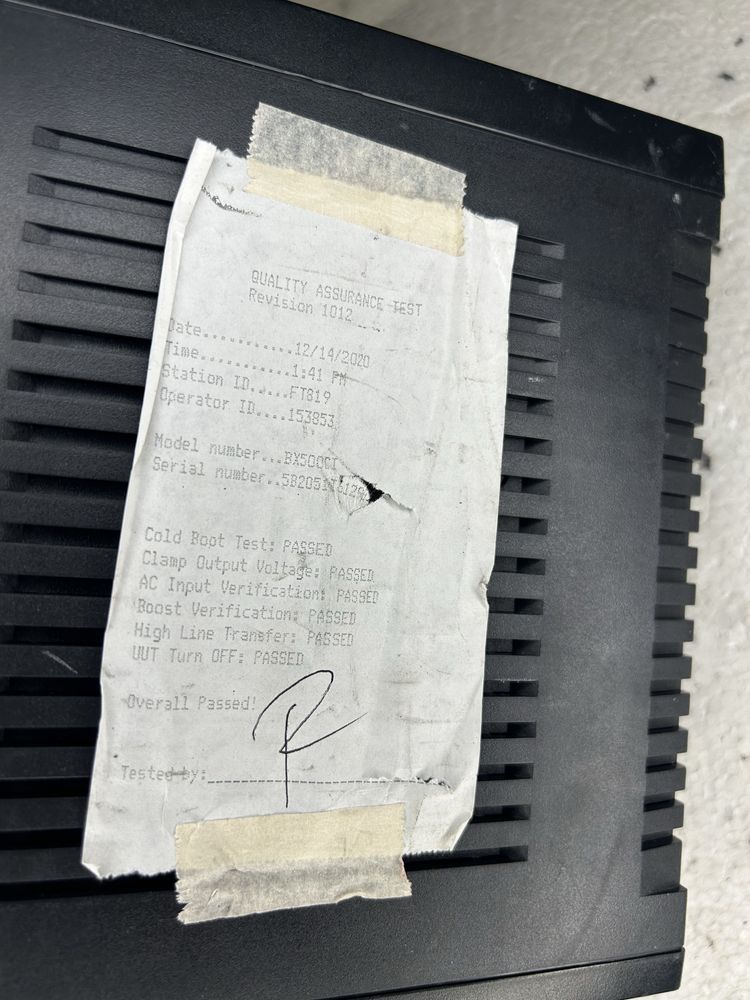 QUALITY ASSURANCE TEST
Revision 1012
Date...........12/14/2020
Time...........1:41 PM
Station ID.....FT819
Operator ID....153853
Model number...BX500CI
Serial number..
Cold Boot Test: PASSED
Clamp Output Voltage: PASSED
AC Input Verification: PASSED
Boost Verification: PASSED
High Line Transfer: PASSED
UUT Turn OFF: PASSED
Overall Passed!
Tested by: